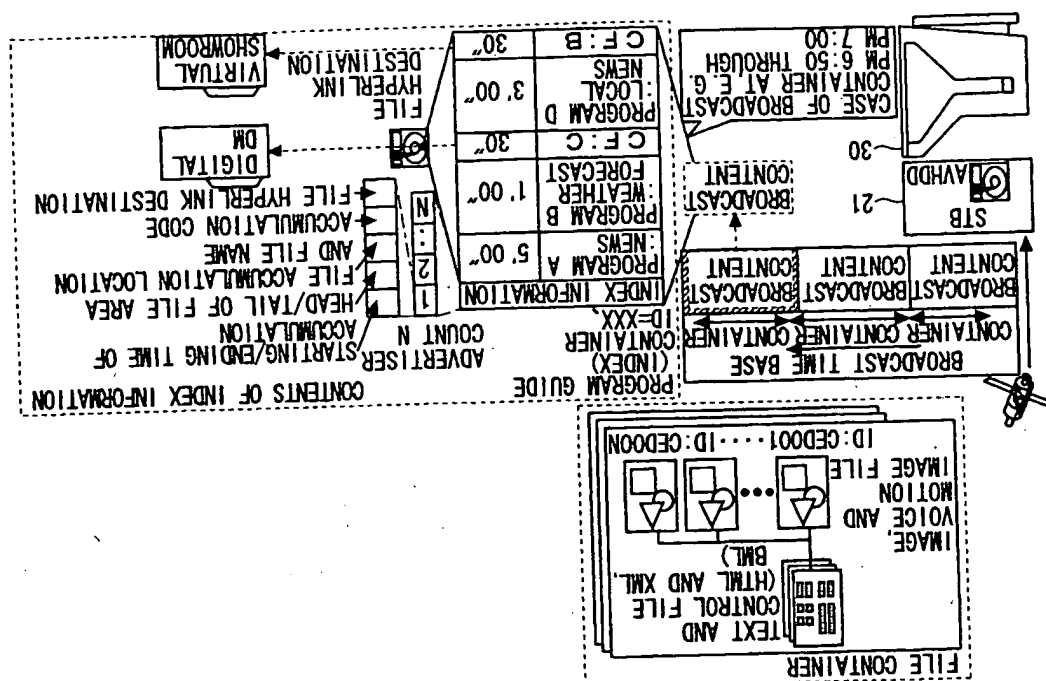 FILE CONTAINER
TEXT AND
CONTROL FILE
(HTML AND XML,
BML)
IMAGE,
VOICE AND
MOTION
IMAGE FILE
ID:CED001 ···· ID:CED00N
BROADCAST TIME BASE
CONTAINER CONTAINER CONTAINER
BROADCAST
CONTENT
BROADCAST
CONTENT
BROADCAST
CONTENT
STB
AVHDD
21
30
BROADCAST
CONTENT
CASE OF BROADCAST
CONTAINER AT E.G.
PM 6:50 THROUGH
PM 7:00
PROGRAM GUIDE
(INDEX)
CONTAINER
ID=XXX,
INDEX INFORMATION
PROGRAM A
:NEWS
5'00"
PROGRAM B
:WEATHER
FORECAST
1'00"
CF:C
30"
PROGRAM D
:LOCAL
NEWS
3'00"
CF:B
30"
CONTENTS OF INDEX INFORMATION
ADVERTISER
COUNT N
1
2
:
N
STARTING/ENDING TIME OF
ACCUMULATION
HEAD/TAIL OF FILE AREA
FILE ACCUMULATION LOCATION
AND FILE NAME
ACCUMULATION CODE
FILE HYPERLINK DESTINATION
DIGITAL
DM
FILE
HYPERLINK
DESTINATION
VIRTUAL
SHOWROOM